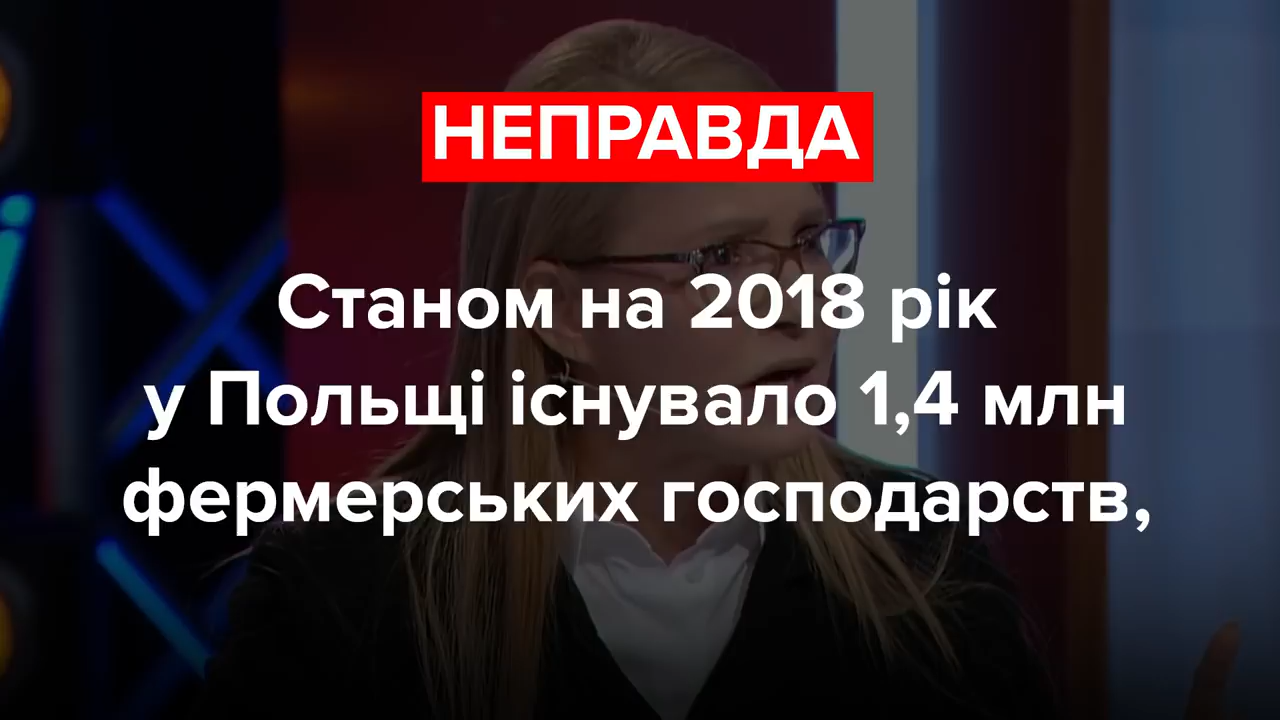 НЕПРАВДА
Станом на 2018 рік
у Польщі існувало 1,4 млн
фермерських господарств,